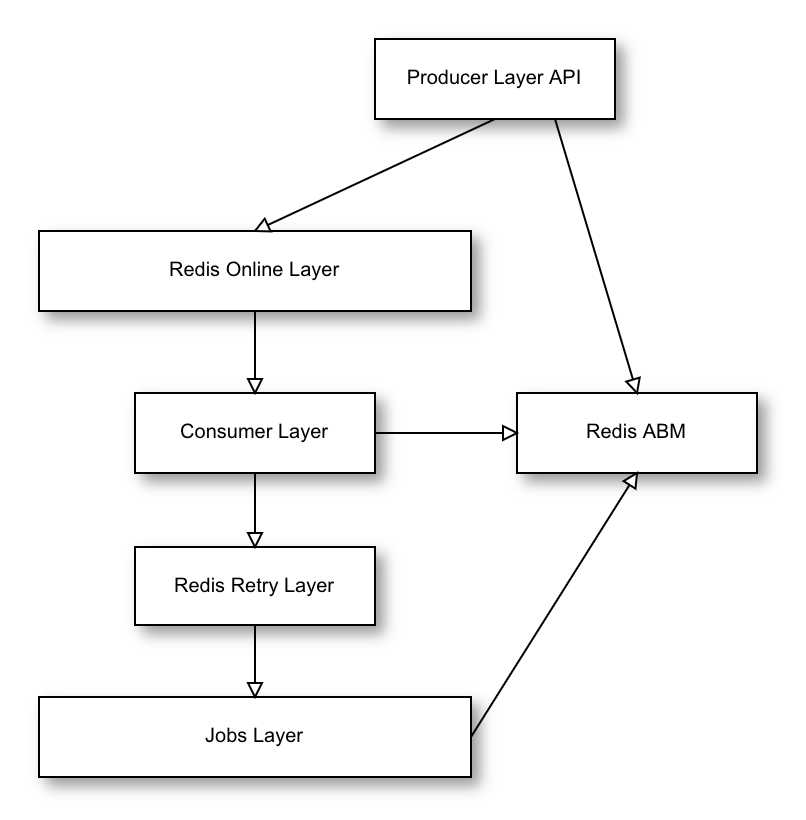 Producer Layer API
Redis Online Layer
Consumer Layer
Redis ABM
Redis Retry Layer
Jobs Layer